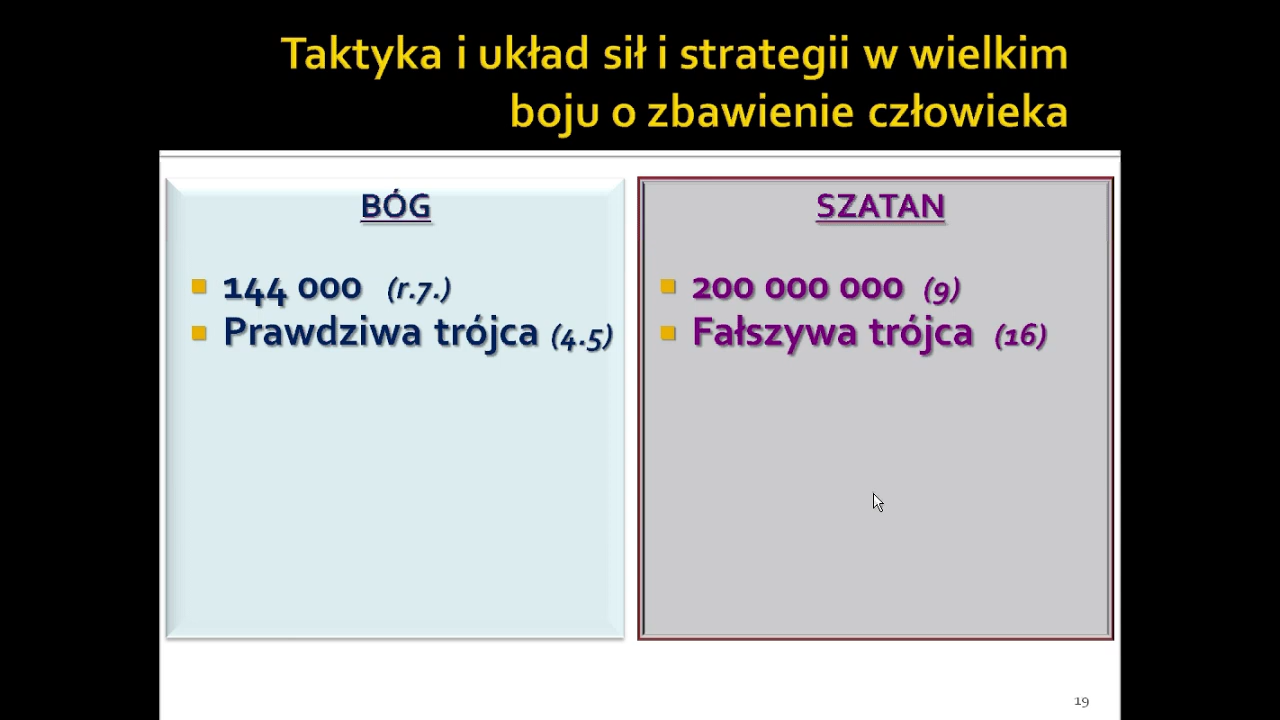 Taktyka i układ sił i strategii w wielkim
boju o zbawienie człowieka
BÓG
144 000 (r.7.)
Prawdziwa trójca (4.5)
SZATAN
200 000 000 (9)
Fałszywa trójca (16)
19